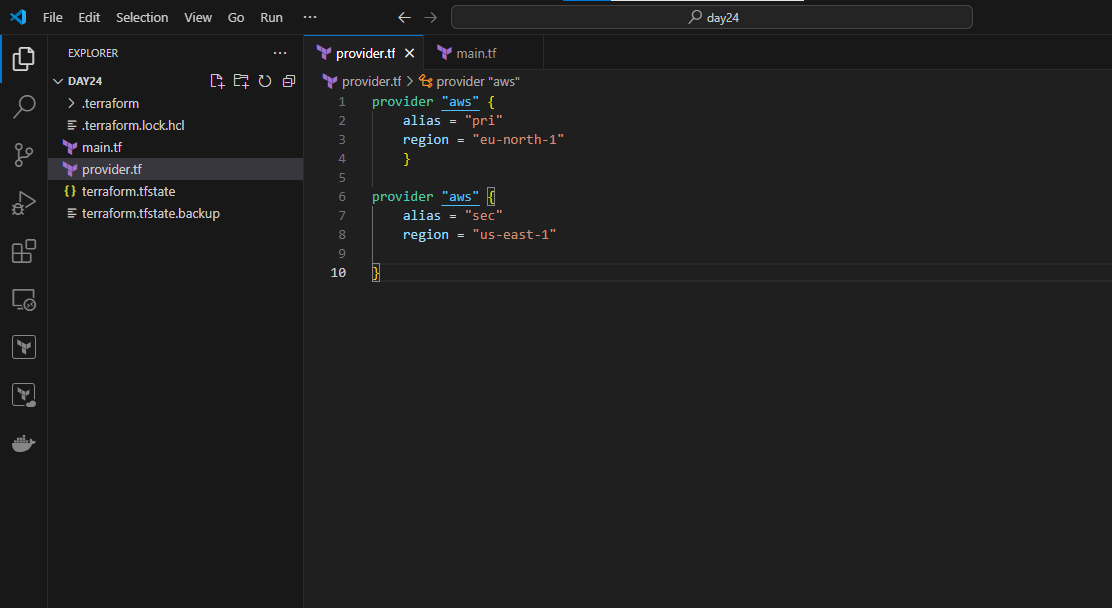 File Edit Selection View Go Run ···
day24
EXPLORER ···
DAY24
.terraform
.terraform.lock.hcl
main.tf
provider.tf
{} terraform.tfstate
terraform.tfstate.backup
provider.tf main.tf
provider.tf > provider "aws"
1 provider "aws" {
2 alias = "pri"
3 region = "eu-north-1"
4 }
5
6 provider "aws" {
7 alias = "sec"
8 region = "us-east-1"
9
10 }